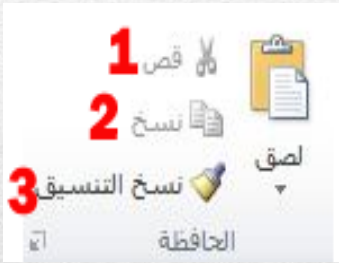 قص 1
نسخ 2
لصق
نسخ التنسيق 3
الحافظة